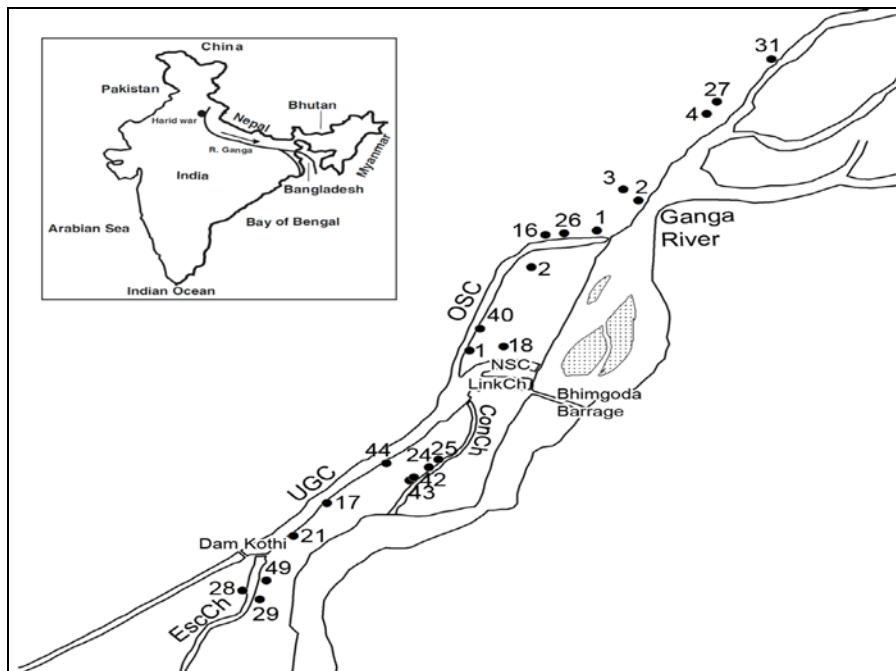 China
Pakistan
Nepal
Bhutan
Harid war
R. Ganga
Myanmar
India
Bangladesh
Arabian Sea
Bay of Bengal
Indian Ocean
31
27
4
3
2
Ganga
River
16
26
1
2
OSC
40
18
1
NSC
LinkCh
Bhimgoda
Barrage
ConCh
44
24
25
42
43
UGC
17
21
Dam Kothi
49
28
29
EscCh